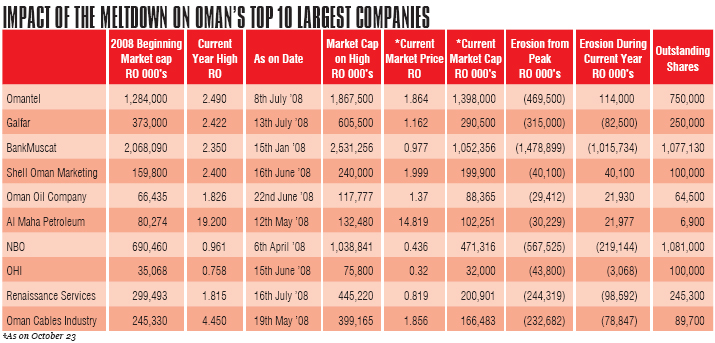 IMPACT OF THE MELTDOWN ON OMAN'S TOP 10 LARGEST COMPANIES
2008 Beginning Market cap RO 000's | Current Year High RO | As on Date | Market Cap on High RO 000's | *Current Market Price RO | *Current Market Cap RO 000's | Erosion from Peak RO 000's | Erosion During Current Year RO 000's | Outstanding Shares
Omantel 1,284,000 2.490 8th July '08 1,867,500 1.864 1,398,000 (469,500) 114,000 750,000
Galfar 373,000 2.422 13th July '08 605,500 1.162 290,500 (315,000) (82,500) 250,000
BankMuscat 2,068,090 2.350 15th Jan '08 2,531,256 0.977 1,052,356 (1,478,899) (1,015,734) 1,077,130
Shell Oman Marketing 159,800 2.400 16th June '08 240,000 1.999 199,900 (40,100) 40,100 100,000
Oman Oil Company 66,435 1.826 22nd June '08 117,777 1.37 88,365 (29,412) 21,930 64,500
Al Maha Petroleum 80,274 19.200 12th May '08 132,480 14.819 102,251 (30,229) 21,977 6,900
NBO 690,460 0.961 6th April '08 1,038,841 0.436 471,316 (567,525) (219,144) 1,081,000
OHI 35,068 0.758 15th June '08 75,800 0.32 32,000 (43,800) (3,068) 100,000
Renaissance Services 299,493 1.815 16th July '08 445,220 0.819 200,901 (244,319) (98,592) 245,300
Oman Cables Industry 245,330 4.450 19th May '08 399,165 1.856 166,483 (232,682) (78,847) 89,700
*As on October 23